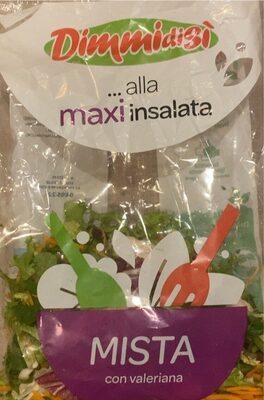 Dimmidisì
... alla
maxi insalata
MISTA
con valeriana